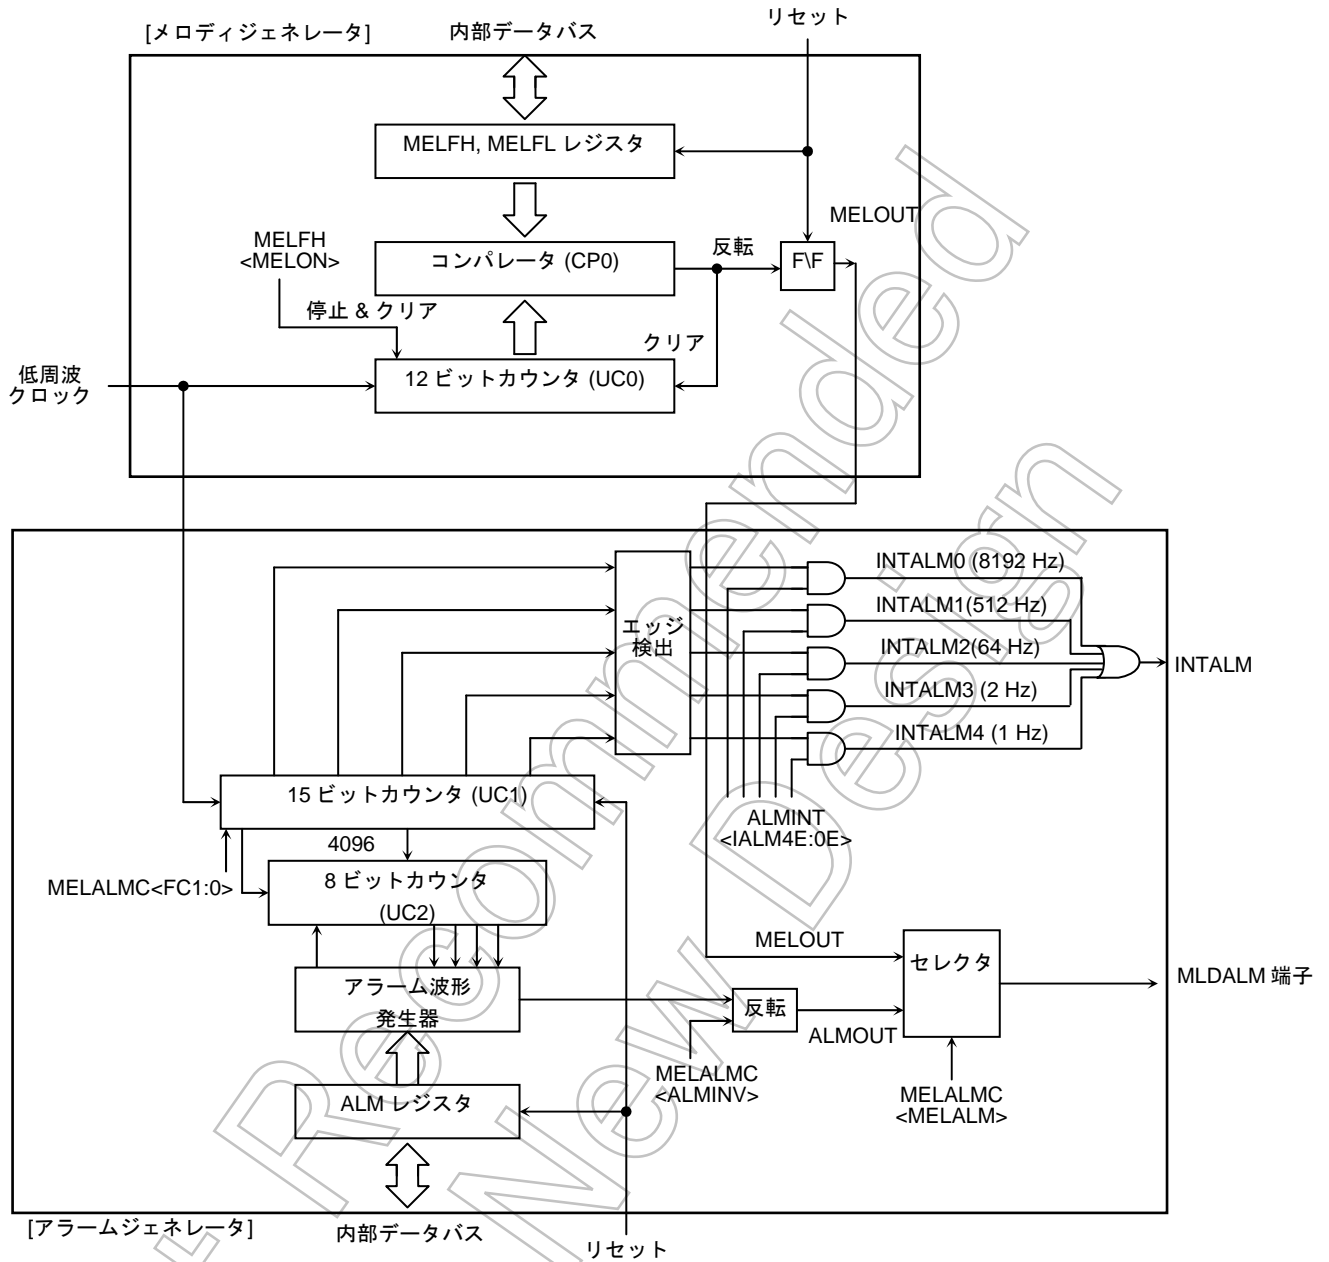 リセット
[メロディジェネレータ]
内部データバス
MELFH, MELFL レジスタ
MELOUT
MELFH
<MELON>
コンパレータ (CP0)
反転
F\F
停止 & クリア
クリア
低周波
クロック
12 ビットカウンタ (UC0)
エッジ
検出
INTALM0 (8192 Hz)
INTALM1(512 Hz)
INTALM2(64 Hz)
INTALM3 (2 Hz)
INTALM4 (1 Hz)
INTALM
15 ビットカウンタ (UC1)
ALMINT
<IALM4E:0E>
4096
MELALMC<FC1:0>
8 ビットカウンタ
(UC2)
MELOUT
セレクタ
MLDALM 端子
アラーム波形
発生器
反転
ALMOUT
MELALMC
<ALMINV>
MELALMC
<MELALM>
ALM レジスタ
[アラームジェネレータ]
内部データバス
リセット
Recommended
New Design